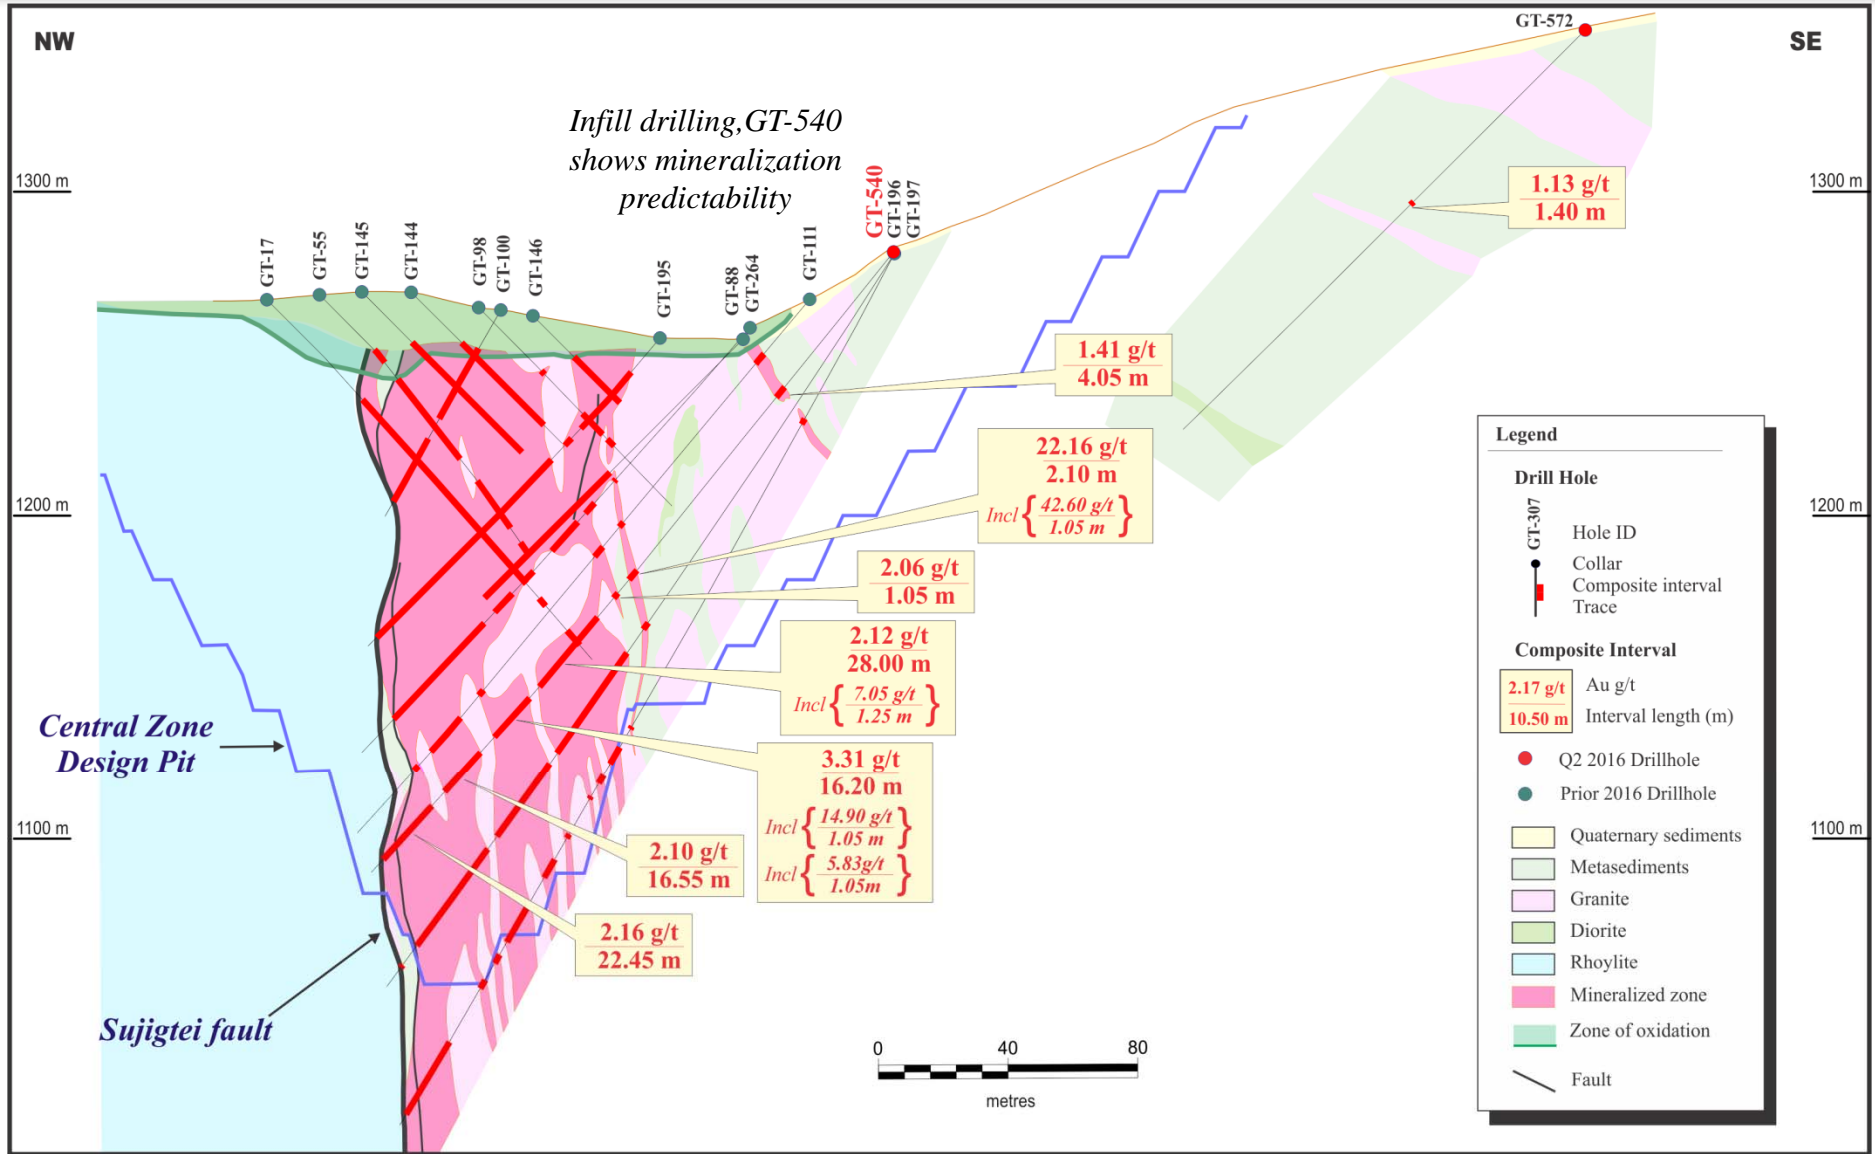 NW
SE
GT-572
Infill drilling,GT-540
shows mineralization
predictability
1300 m
1300 m
GT-17
GT-55
GT-145
GT-144
GT-98
GT-100
GT-146
GT-195
GT-88
GT-264
GT-111
GT-540
GT-196
GT-197
1.13 g/t
1.40 m
1.41 g/t
4.05 m
22.16 g/t
2.10 m
Incl { 42.60 g/t
1.05 m }
1200 m
1200 m
2.06 g/t
1.05 m
2.12 g/t
28.00 m
Incl { 7.05 g/t
1.25 m }
3.31 g/t
16.20 m
Incl { 14.90 g/t
1.05 m }
Incl { 5.83g/t
1.05m }
Central Zone
Design Pit
1100 m
1100 m
2.10 g/t
16.55 m
2.16 g/t
22.45 m
Sujigtei fault
0 40 80
metres
Legend
Drill Hole
GT-307
Hole ID
Collar
Composite interval
Trace
Composite Interval
2.17 g/t
10.50 m
Au g/t
Interval length (m)
Q2 2016 Drillhole
Prior 2016 Drillhole
Quaternary sediments
Metasediments
Granite
Diorite
Rhoylite
Mineralized zone
Zone of oxidation
Fault